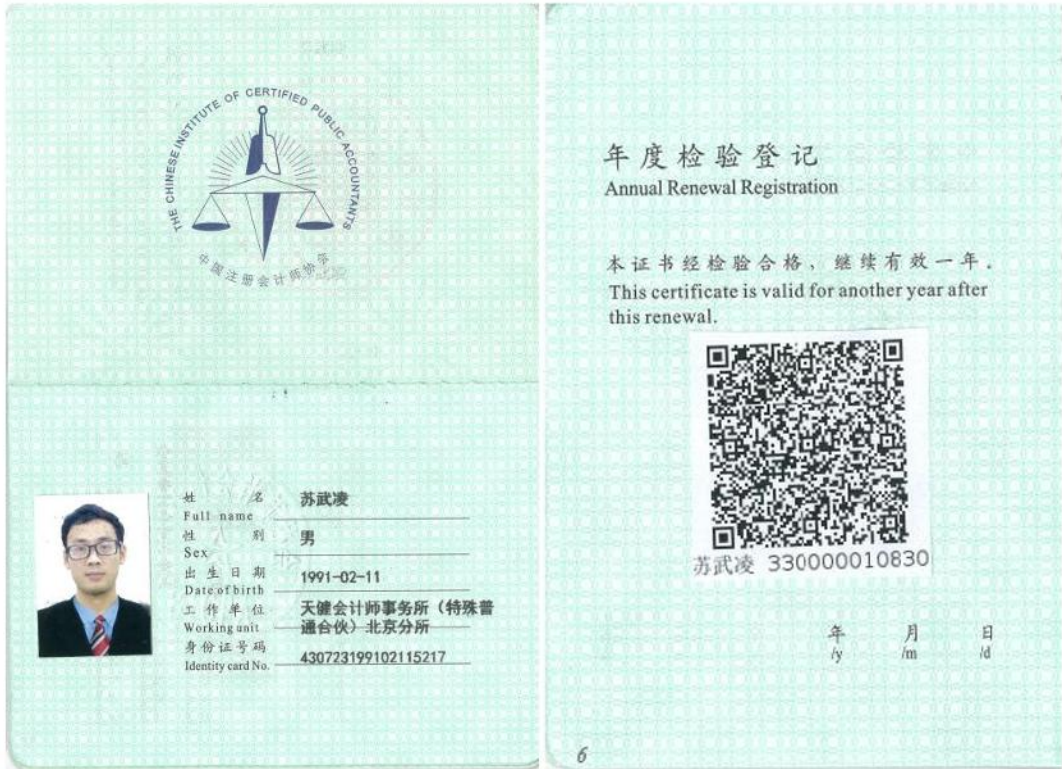 THE CHINESE INSTITUTE OF CERTIFIED PUBLIC ACCOUNTANTS
中国注册会计师协会
姓 名 苏武凌
Full name
性 别 男
Sex
出生日期 1991-02-11
Date of birth
工作单位 天健会计师事务所（特殊普
Working unit 通合伙）北京分所
身份证号码 430723199102115217
Identity card No.
年度检验登记
Annual Renewal Registration
本证书经检验合格、继续有效一年。
This certificate is valid for another year after
this renewal.
苏武凌 330000010830
年 月 日
/y /m /d
6